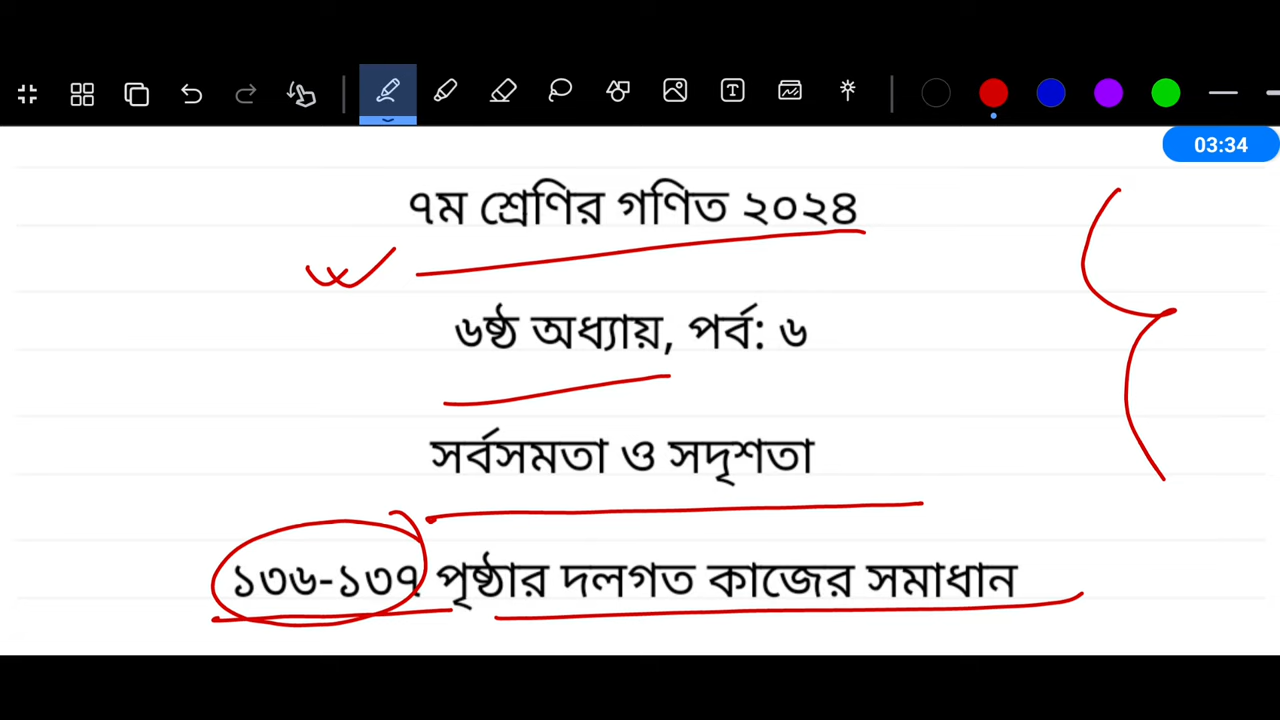 03:34
৭ম শ্রেণির গণিত ২০২৪
৬ষ্ঠ অধ্যায়, পর্ব: ৬
সর্বসমতা ও সদৃশতা
১৩৬-১৩৭ পৃষ্ঠার দলগত কাজের সমাধান